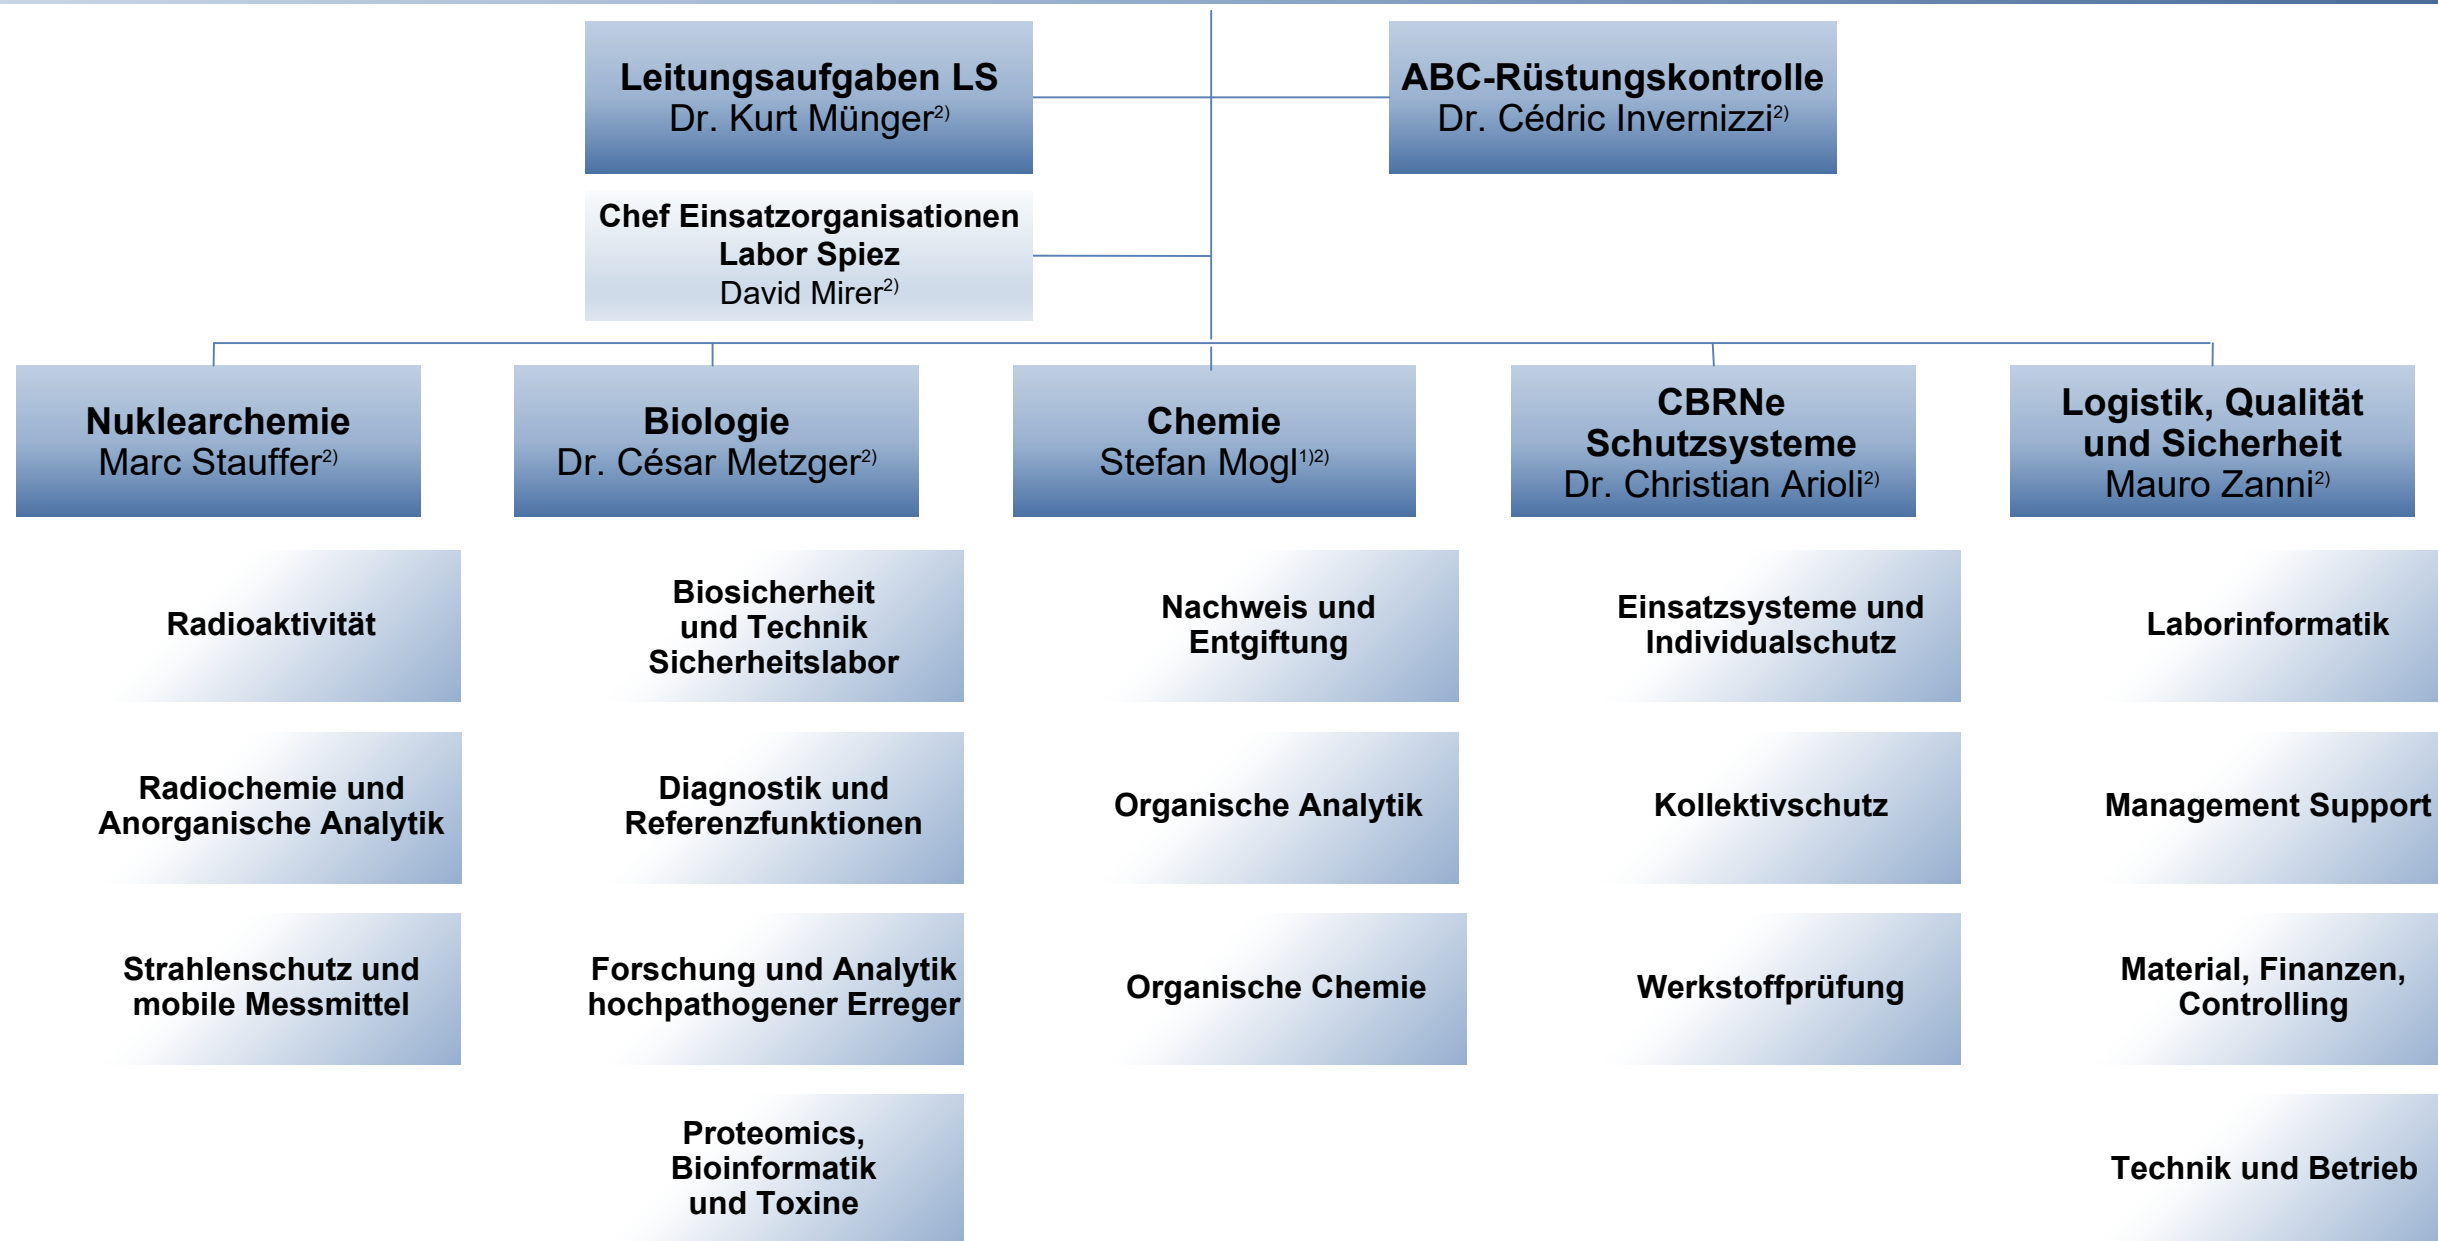 Leitungsaufgaben LS
Dr. Kurt Münger2)
ABC-Rüstungskontrolle
Dr. Cédric Invernizzi2)
Chef Einsatzorganisationen
Labor Spiez
David Mirer2)
Nuklearchemie
Marc Stauffer2)
Biologie
Dr. César Metzger2)
Chemie
Stefan Mogl1)2)
CBRNe
Schutzsysteme
Dr. Christian Arioli2)
Logistik, Qualität
und Sicherheit
Mauro Zanni2)
Radioaktivität
Biosicherheit
und Technik
Sicherheitslabor
Nachweis und
Entgiftung
Einsatzsysteme und
Individualschutz
Laborinformatik
Radiochemie und
Anorganische Analytik
Diagnostik und
Referenzfunktionen
Organische Analytik
Kollektivschutz
Management Support
Strahlenschutz und
mobile Messmittel
Forschung und Analytik
hochpathogener Erreger
Organische Chemie
Werkstoffprüfung
Material, Finanzen,
Controlling
Proteomics,
Bioinformatik
und Toxine
Technik und Betrieb